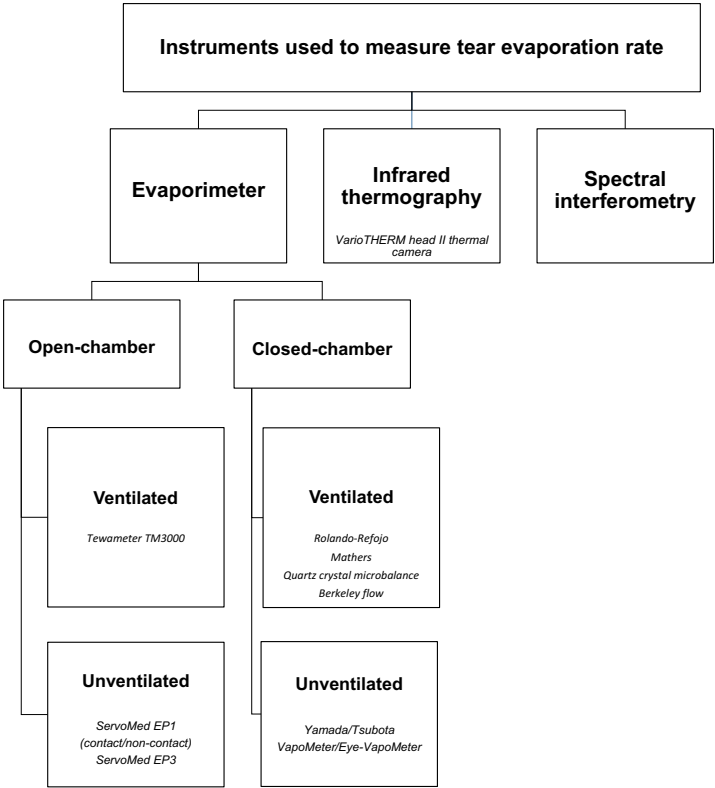 Instruments used to measure tear evaporation rate
Evaporimeter
Infrared
thermography
VarioTHERM head II thermal
camera
Spectral
interferometry
Open-chamber
Closed-chamber
Ventilated
Tewameter TM3000
Ventilated
Rolando-Refojo
Mathers
Quartz crystal microbalance
Berkeley flow
Unventilated
ServoMed EP1
(contact/non-contact)
ServoMed EP3
Unventilated
Yamada/Tsubota
VapoMeter/Eye-VapoMeter